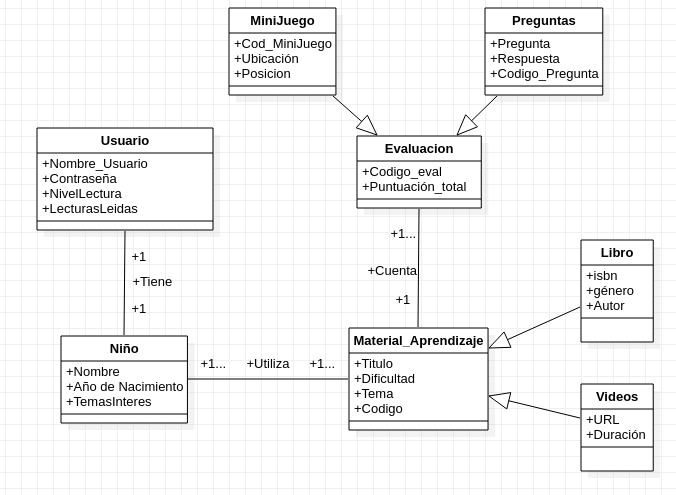 MiniJuego
+Cod_MiniJuego
+Ubicación
+Posicion
Preguntas
+Pregunta
+Respuesta
+Codigo_Pregunta
Usuario
+Nombre_Usuario
+Contraseña
+NivelLectura
+LecturasLeidas
Evaluacion
+Codigo_eval
+Puntuación_total
+1
+Tiene
+1
+1...
+Cuenta
+1
Libro
+isbn
+género
+Autor
Niño
+Nombre
+Año de Nacimiento
+TemasInteres
+1... +Utiliza +1...
Material_Aprendizaje
+Titulo
+Dificultad
+Tema
+Codigo
Videos
+URL
+Duración